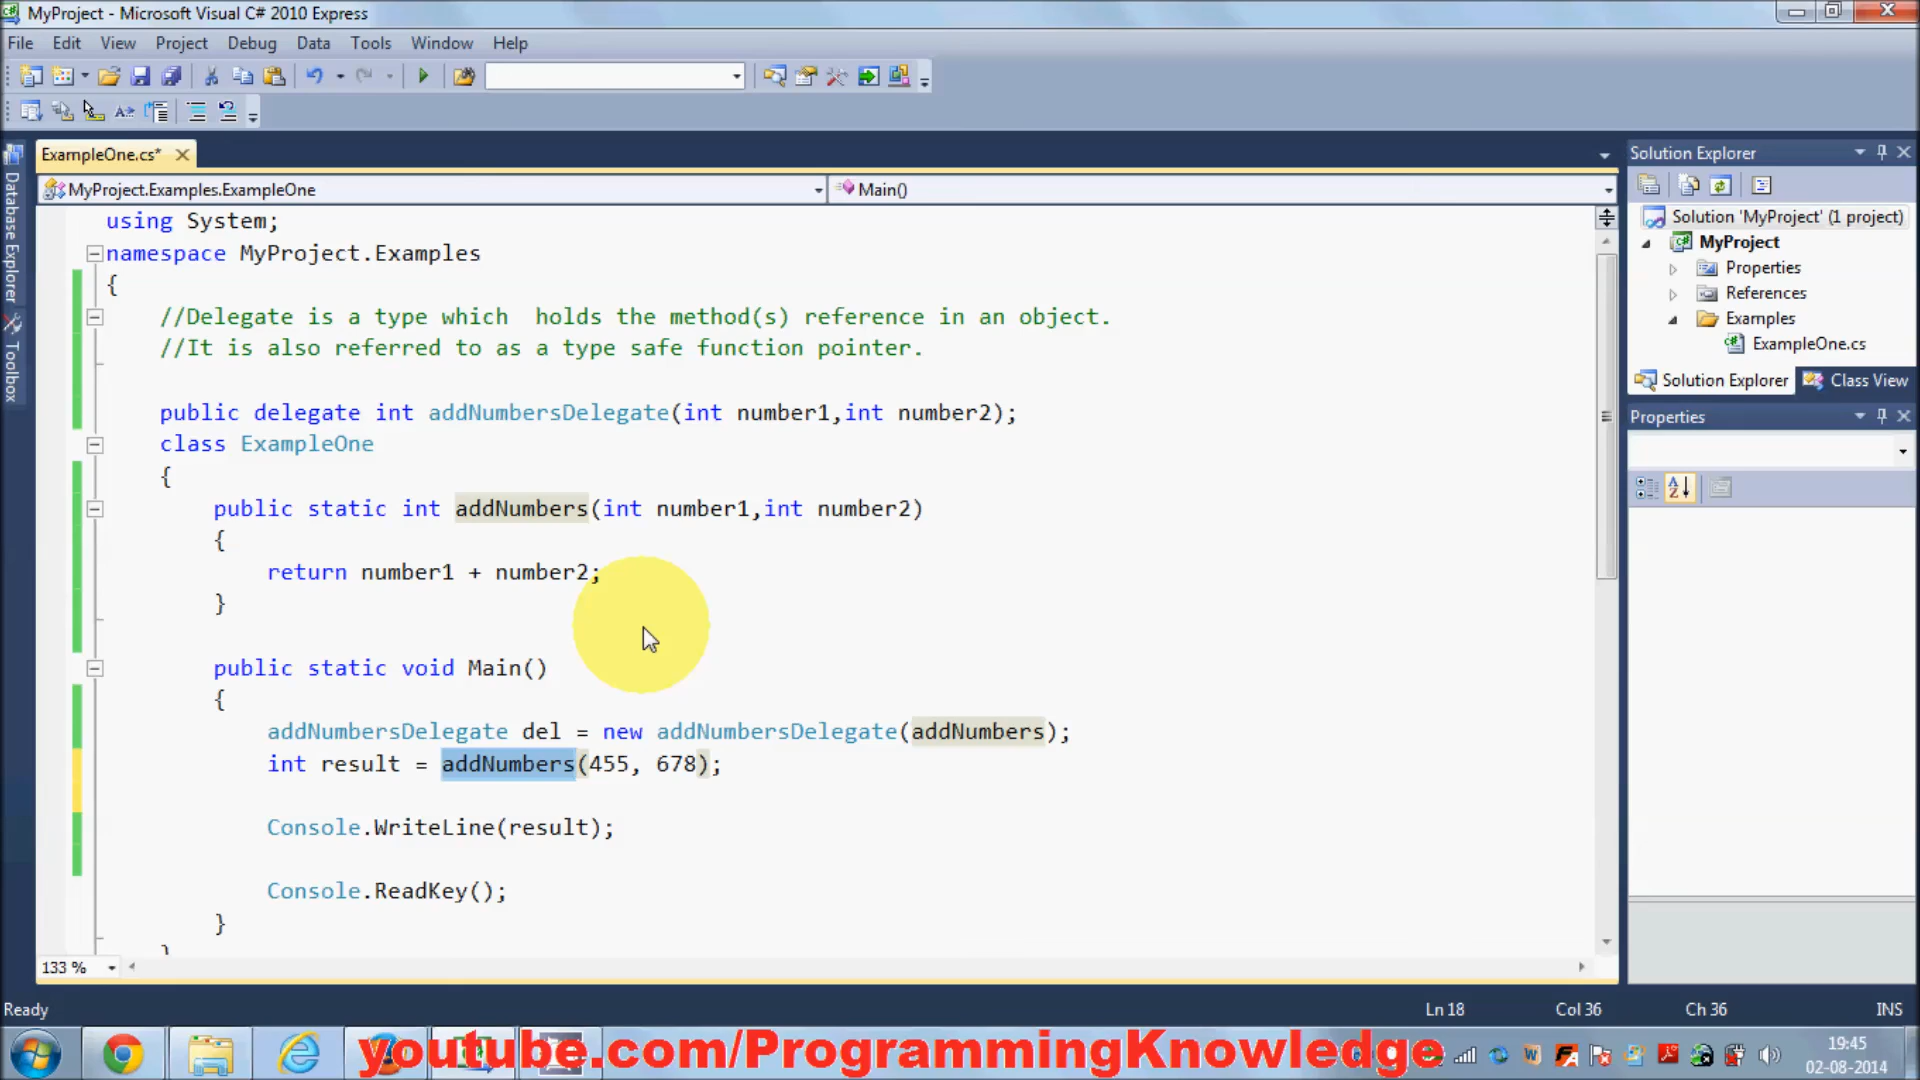 MyProject - Microsoft Visual C# 2010 Express
File Edit View Project Debug Data Tools Window Help
ExampleOne.cs*
MyProject.Examples.ExampleOne
Main()
Database Explorer
Toolbox
using System;
namespace MyProject.Examples
{
//Delegate is a type which  holds the method(s) reference in an object.
//It is also referred to as a type safe function pointer.
public delegate int addNumbersDelegate(int number1,int number2);
class ExampleOne
{
public static int addNumbers(int number1,int number2)
{
return number1 + number2;
}
public static void Main()
{
addNumbersDelegate del = new addNumbersDelegate(addNumbers);
int result = addNumbers(455, 678);
Console.WriteLine(result);
Console.ReadKey();
}
}
133 %
Solution Explorer
Solution 'MyProject' (1 project)
MyProject
Properties
References
Examples
ExampleOne.cs
Solution Explorer Class View
Properties
Ready Ln 18 Col 36 Ch 36 INS
youtube.com/ProgrammingKnowledge
19:45
02-08-2014